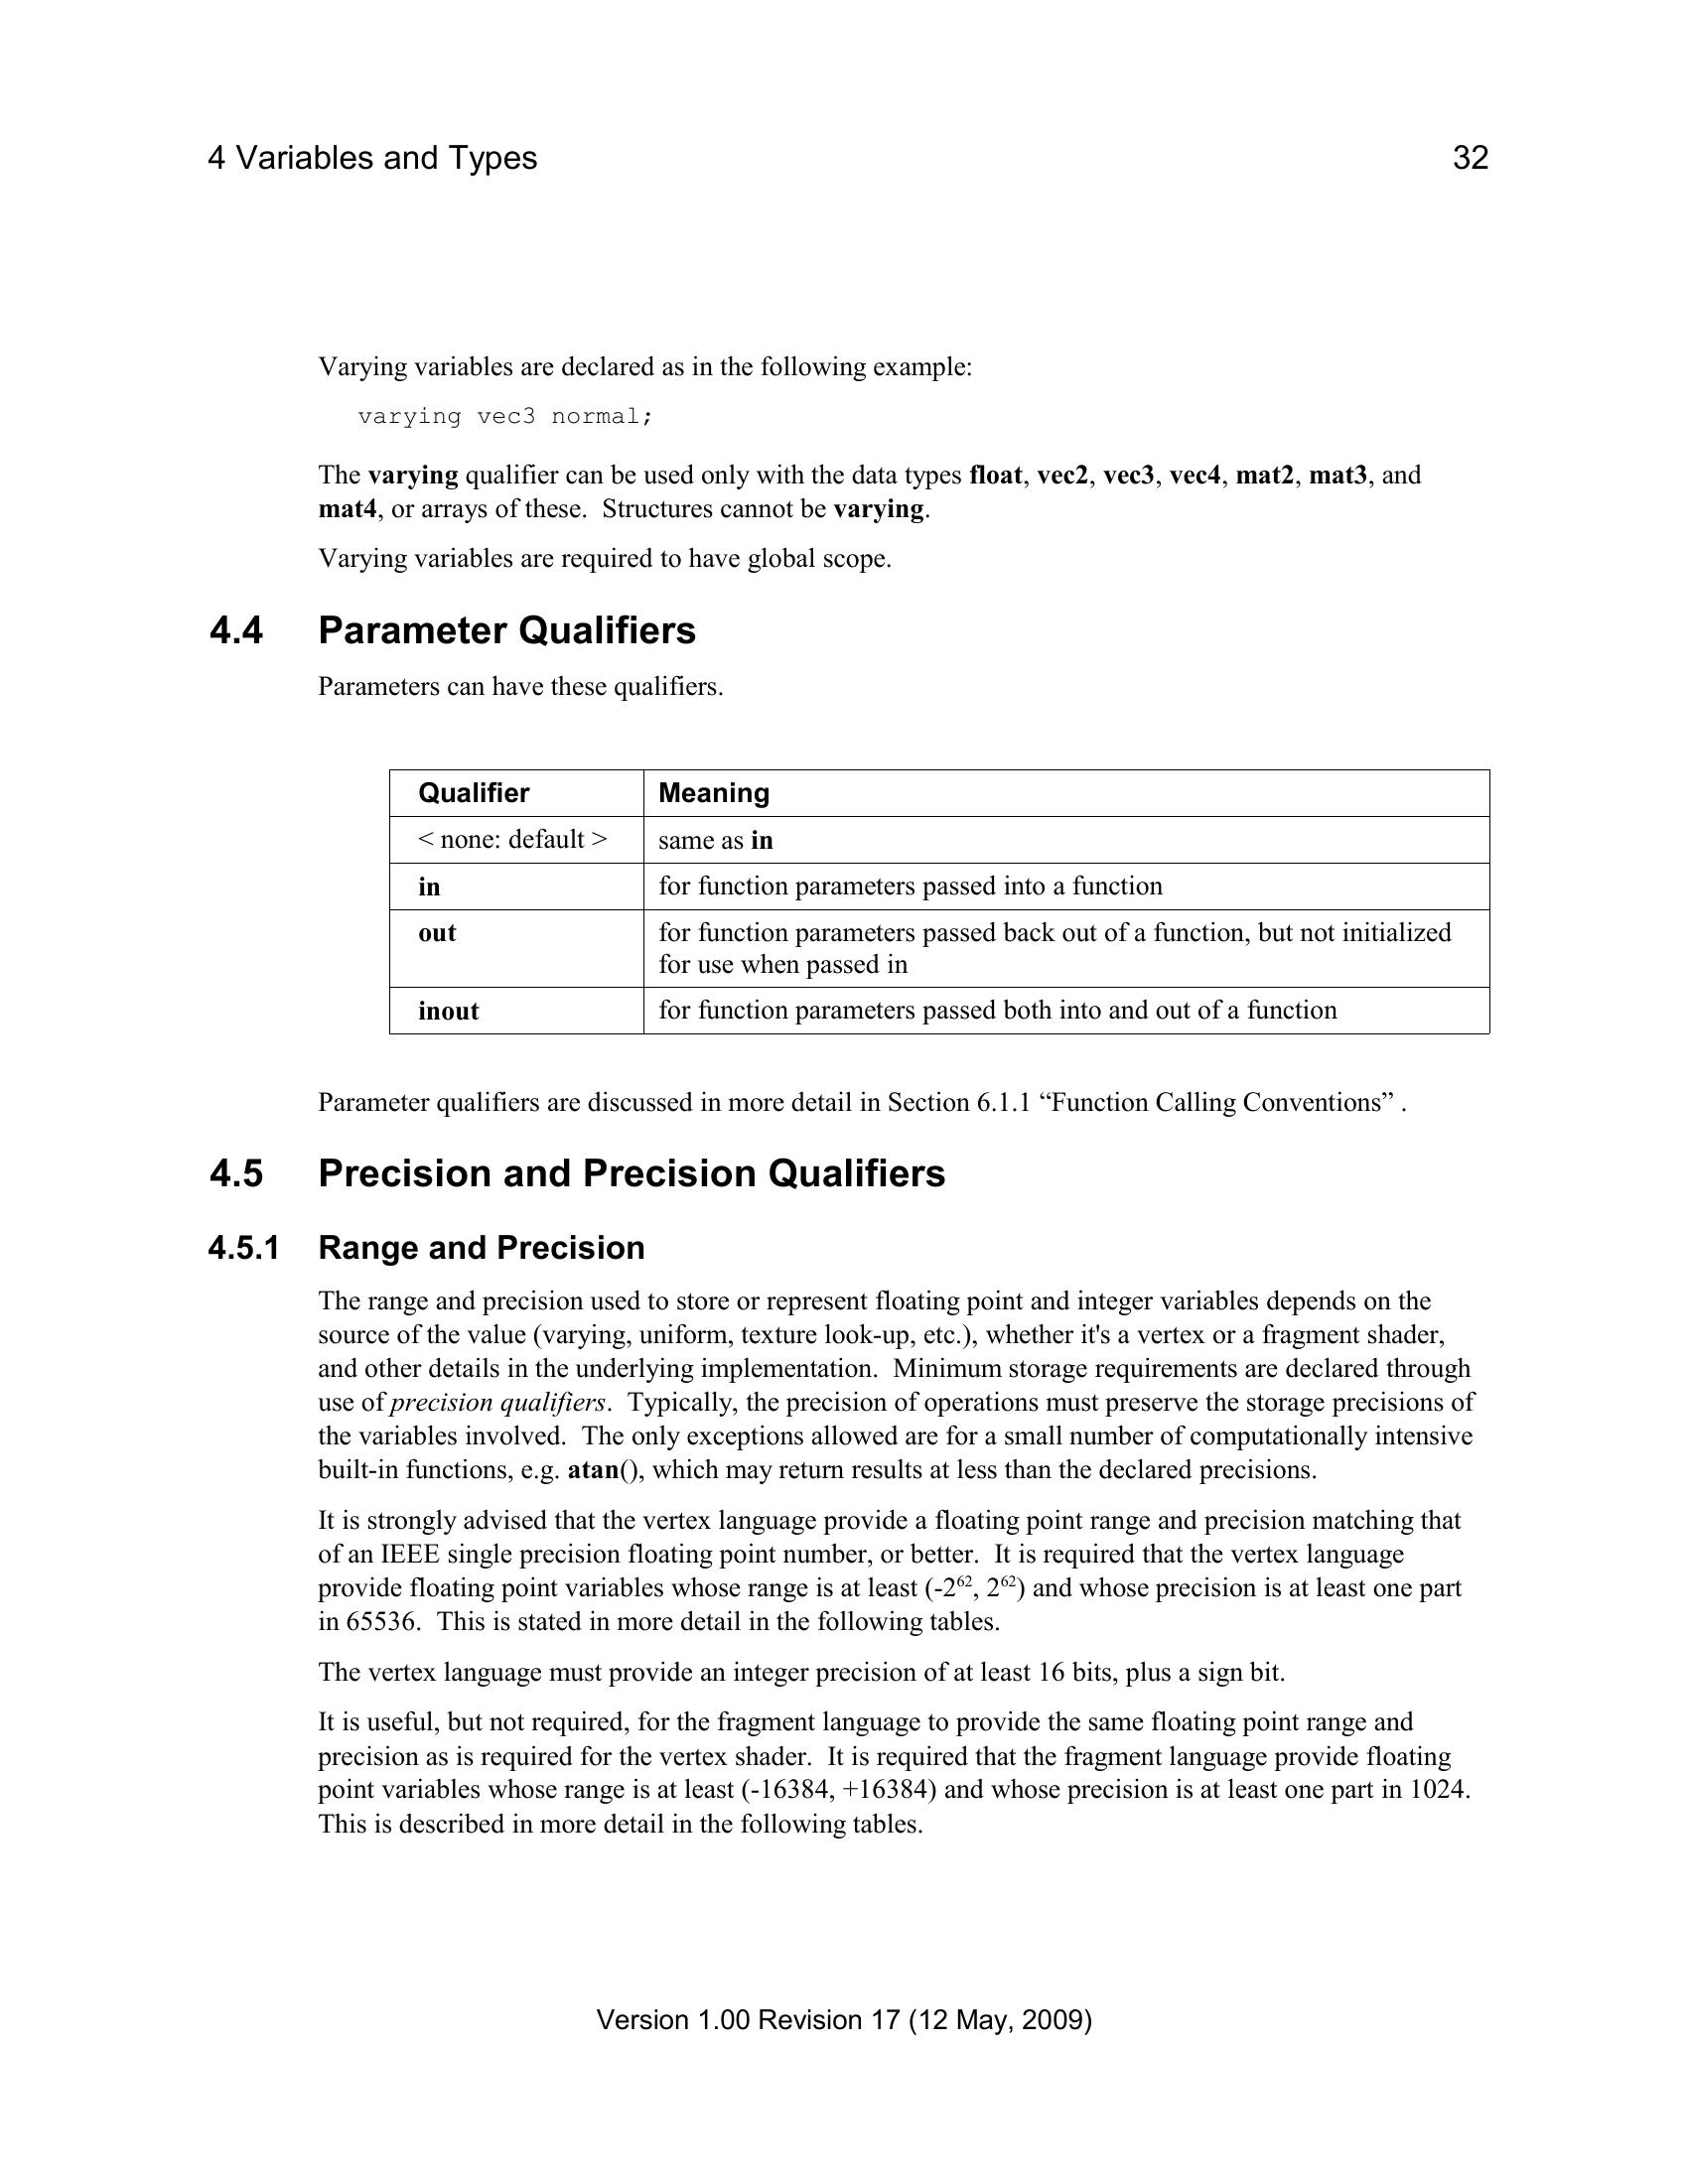 4 Variables and Types 32
Varying variables are declared as in the following example:
varying vec3 normal;
The varying qualifier can be used only with the data types float, vec2, vec3, vec4, mat2, mat3, and
mat4, or arrays of these.  Structures cannot be varying.
Varying variables are required to have global scope.
4.4 Parameter Qualifiers
Parameters can have these qualifiers.
Qualifier Meaning
< none: default > same as in
in for function parameters passed into a function
out for function parameters passed back out of a function, but not initialized
for use when passed in
inout for function parameters passed both into and out of a function
Parameter qualifiers are discussed in more detail in Section 6.1.1 “Function Calling Conventions” .
4.5 Precision and Precision Qualifiers
4.5.1 Range and Precision
The range and precision used to store or represent floating point and integer variables depends on the
source of the value (varying, uniform, texture look-up, etc.), whether it's a vertex or a fragment shader,
and other details in the underlying implementation.  Minimum storage requirements are declared through
use of precision qualifiers.  Typically, the precision of operations must preserve the storage precisions of
the variables involved.  The only exceptions allowed are for a small number of computationally intensive
built-in functions, e.g. atan(), which may return results at less than the declared precisions.
It is strongly advised that the vertex language provide a floating point range and precision matching that
of an IEEE single precision floating point number, or better.  It is required that the vertex language
provide floating point variables whose range is at least (-2⁶², 2⁶²) and whose precision is at least one part
in 65536.  This is stated in more detail in the following tables.
The vertex language must provide an integer precision of at least 16 bits, plus a sign bit.
It is useful, but not required, for the fragment language to provide the same floating point range and
precision as is required for the vertex shader.  It is required that the fragment language provide floating
point variables whose range is at least (-16384, +16384) and whose precision is at least one part in 1024.
This is described in more detail in the following tables.
Version 1.00 Revision 17 (12 May, 2009)